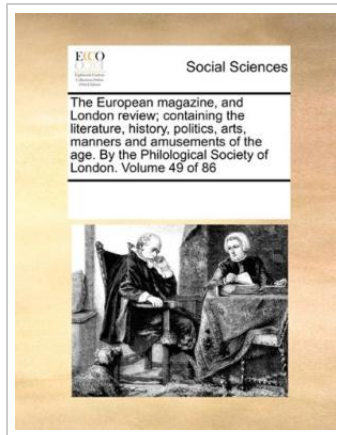 ECCO
Social Sciences
The European magazine, and
London review; containing the
literature, history, politics, arts,
manners and amusements of the
age. By the Philological Society of
London. Volume 49 of 86